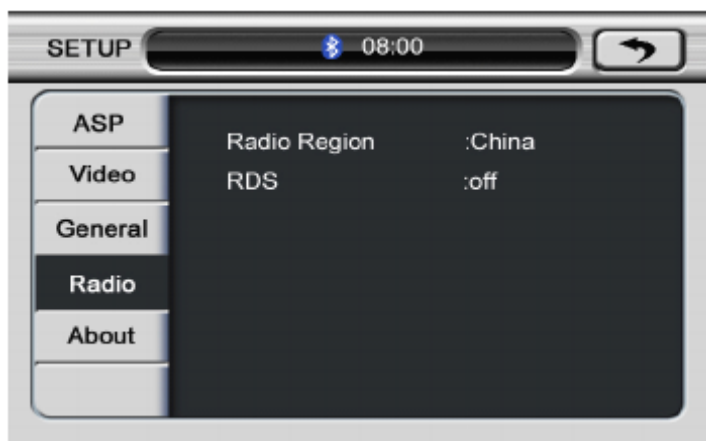 SETUP 08:00
ASP
Video
General
Radio
About
Radio Region :China
RDS :off